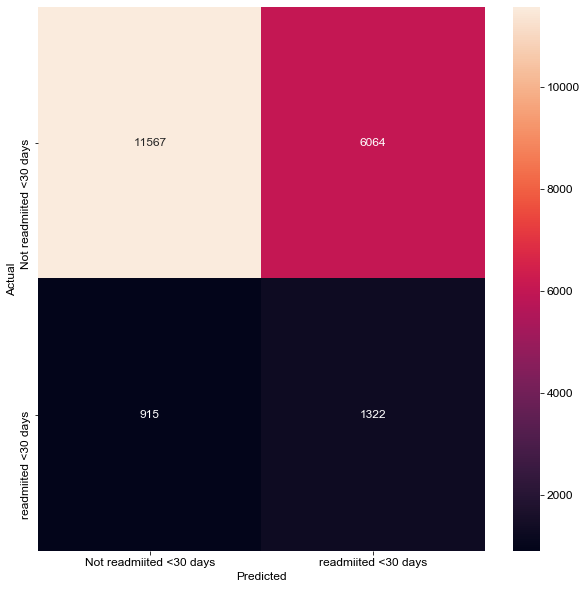 11567
6064
915
1322
Not readmiited <30 days
readmiited <30 days
Actual
Not readmiited <30 days
readmiited <30 days
Predicted
10000
8000
6000
4000
2000